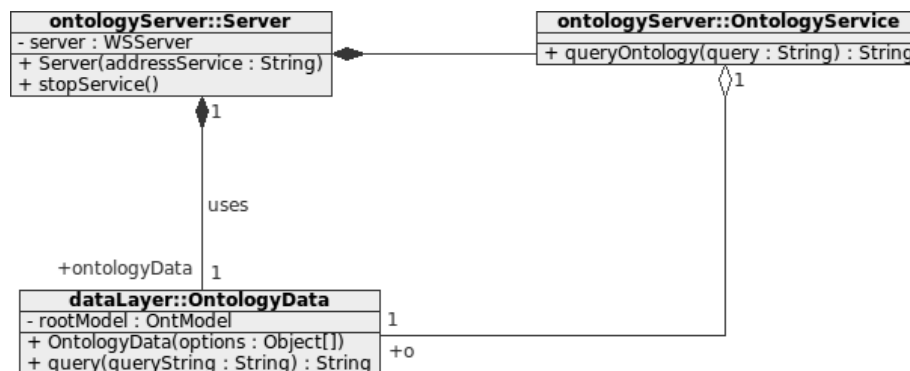 ontologyServer::Server
- server : WSServer
+ Server(addressService : String)
+ stopService()
ontologyServer::OntologyService
+ queryOntology(query : String) : String
1
1
uses
+ontologyData
1
dataLayer::OntologyData
- rootModel : OntModel
+ OntologyData(options : Object[])
+ query(queryString : String) : String
1
+o